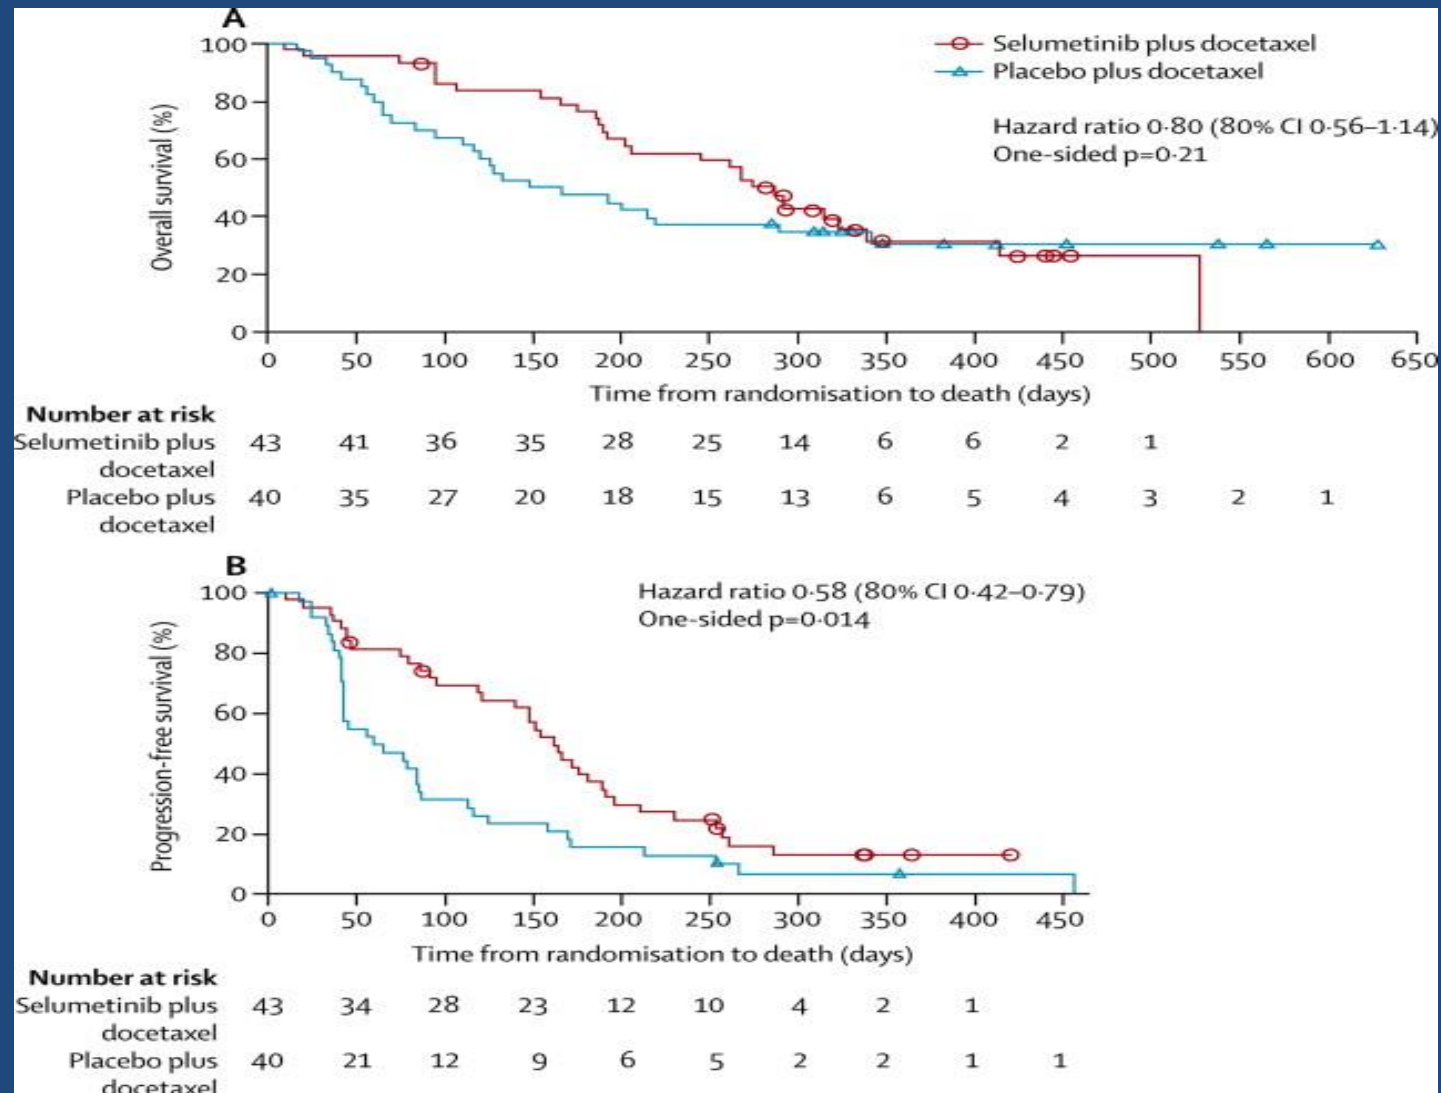 A
100
80
60
40
20
0
Overall survival (%)
Selumetinib plus docetaxel
Placebo plus docetaxel
Hazard ratio 0·80 (80% CI 0·56–1·14)
One-sided p=0·21
0 50 100 150 200 250 300 350 400 450 500 550 600 650
Time from randomisation to death (days)
Number at risk
Selumetinib plus 43 41 36 35 28 25 14 6 6 2 1
docetaxel
Placebo plus 40 35 27 20 18 15 13 6 5 4 3 2 1
docetaxel
B
100
80
60
40
20
0
Progression-free survival (%)
Hazard ratio 0·58 (80% CI 0·42–0·79)
One-sided p=0·014
0 50 100 150 200 250 300 350 400 450
Time from randomisation to death (days)
Number at risk
Selumetinib plus 43 34 28 23 12 10 4 2 1
docetaxel
Placebo plus 40 21 12 9 6 5 2 2 1 1
docetaxel